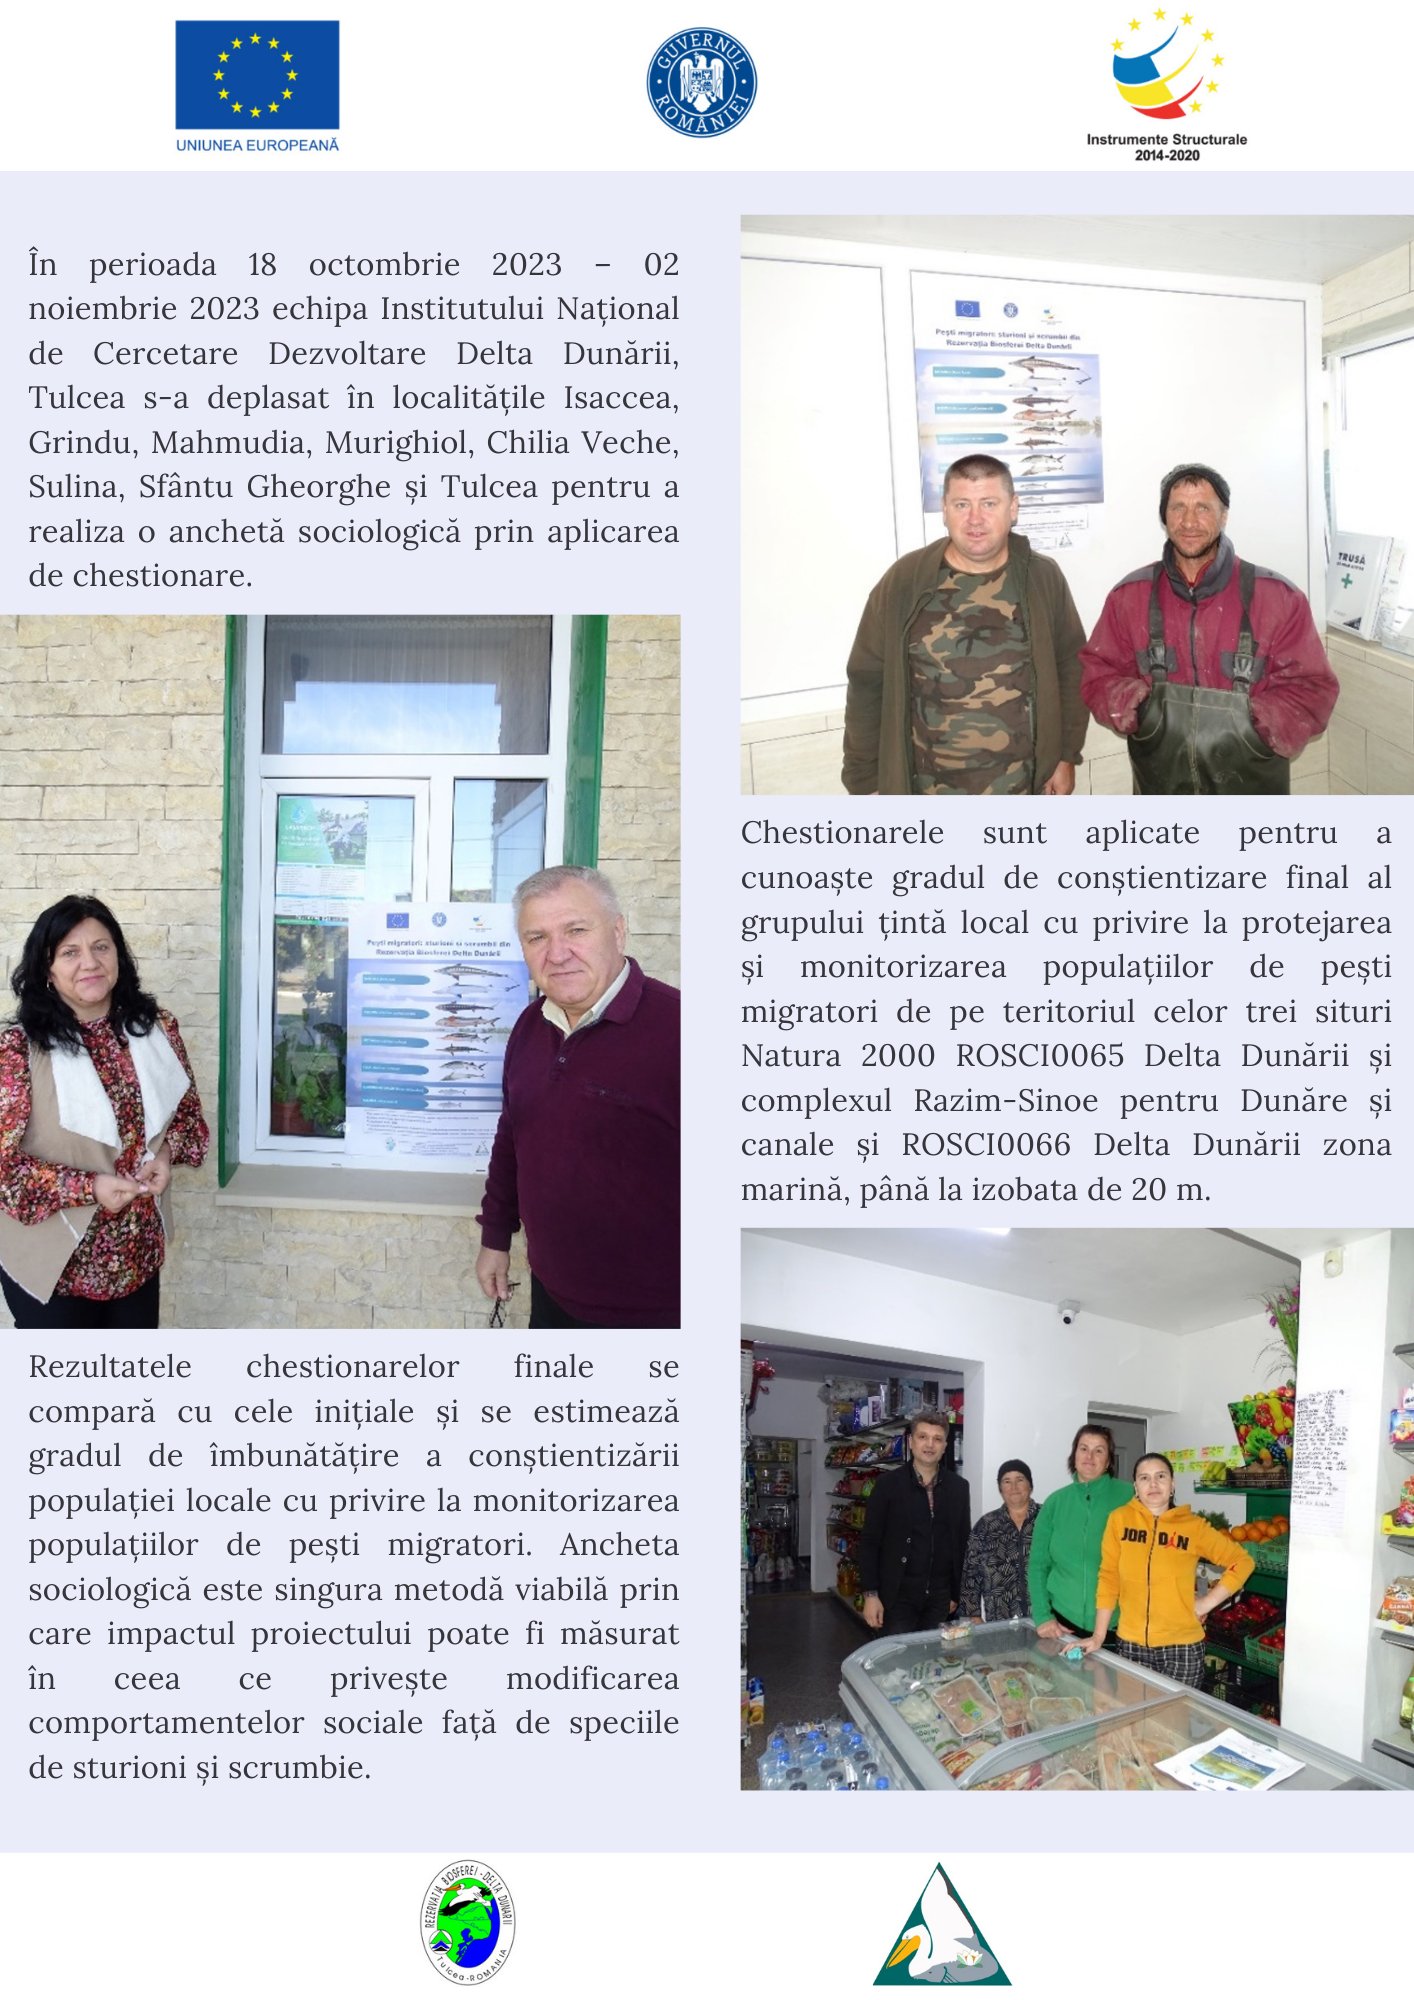 UNIUNEA EUROPEANĂ
GUVERNUL ROMÂNIEI
Instrumente Structurale
2014-2020
În perioada 18 octombrie 2023 – 02
noiembrie 2023 echipa Institutului Național
de Cercetare Dezvoltare Delta Dunării,
Tulcea s-a deplasat în localitățile Isaccea,
Grindu, Mahmudia, Murighiol, Chilia Veche,
Sulina, Sfântu Gheorghe și Tulcea pentru a
realiza o anchetă sociologică prin aplicarea
de chestionare.
Pești migratori: sturioni si scrumbii din
Rezervația Biosferei Delta Dunării
Rezultatele chestionarelor finale se
compară cu cele inițiale și se estimează
gradul de îmbunătățire a conștientizării
populației locale cu privire la monitorizarea
populațiilor de pești migratori. Ancheta
sociologică este singura metodă viabilă prin
care impactul proiectului poate fi măsurat
în ceea ce privește modificarea
comportamentelor sociale față de speciile
de sturioni și scrumbie.
Pești migratori: sturioni si scrumbii din
Rezervația Biosferei Delta Dunării
TRUSĂ
Chestionarele sunt aplicate pentru a
cunoaște gradul de conștientizare final al
grupului țintă local cu privire la protejarea
și monitorizarea populațiilor de pești
migratori de pe teritoriul celor trei situri
Natura 2000 ROSCI0065 Delta Dunării și
complexul Razim-Sinoe pentru Dunăre și
canale și ROSCI0066 Delta Dunării zona
marină, până la izobata de 20 m.
JORDAN
REZERVAȚIA BIOSFEREI - DELTA DUNĂRII
Tulcea-ROMANIA